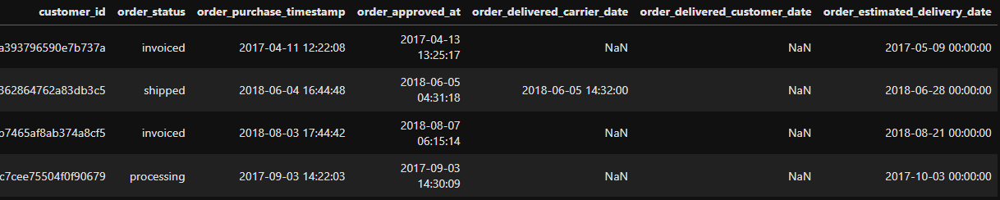 customer_id order_status order_purchase_timestamp order_approved_at order_delivered_carrier_date order_delivered_customer_date order_estimated_delivery_date
a393796590e7b737a invoiced 2017-04-11 12:22:08 2017-04-13 13:25:17 NaN NaN 2017-05-09 00:00:00
362864762a83db3c5 shipped 2018-06-04 16:44:48 2018-06-05 04:31:18 2018-06-05 14:32:00 NaN 2018-06-28 00:00:00
b7465af8ab374a8cf5 invoiced 2018-08-03 17:44:42 2018-08-07 06:15:14 NaN NaN 2018-08-21 00:00:00
c7cee75504f0f90679 processing 2017-09-03 14:22:03 2017-09-03 14:30:09 NaN NaN 2017-10-03 00:00:00